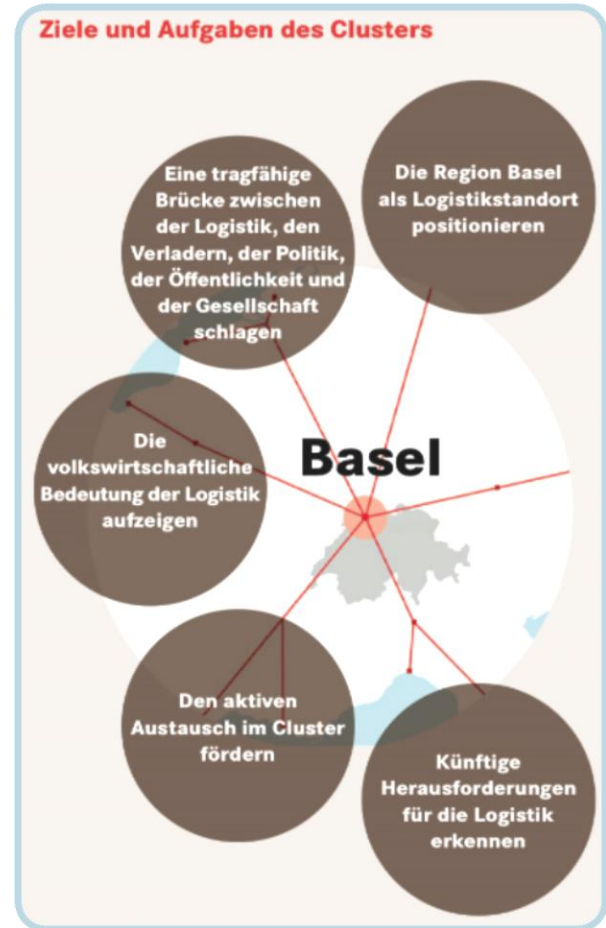 Ziele und Aufgaben des Clusters
Eine tragfähige
Brücke zwischen
der Logistik, den
Verladern, der Politik,
der Öffentlichkeit und
der Gesellschaft
schlagen
Die Region Basel
als Logistikstandort
positionieren
Die
volkswirtschaftliche
Bedeutung der Logistik
aufzeigen
Basel
Den aktiven
Austausch im Cluster
fördern
Künftige
Herausforderungen
für die Logistik
erkennen